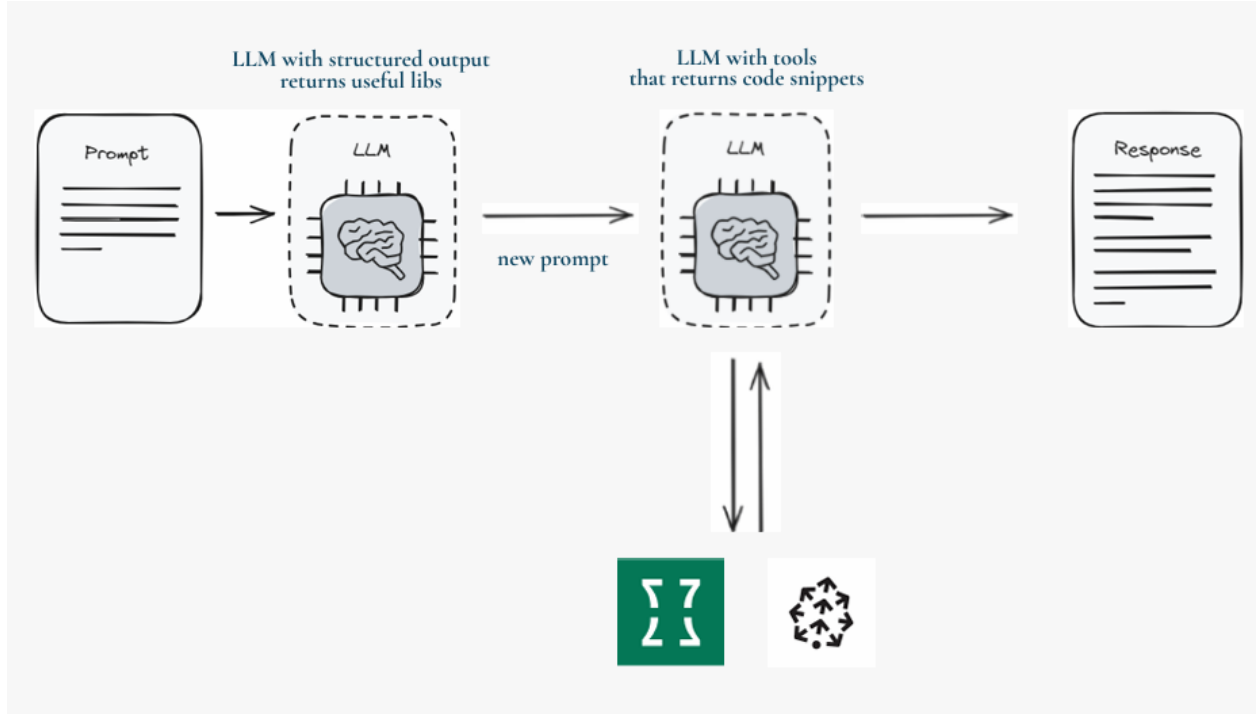 LLM with structured output
returns useful libs
LLM with tools
that returns code snippets
Prompt
LLM
LLM
Response
new prompt